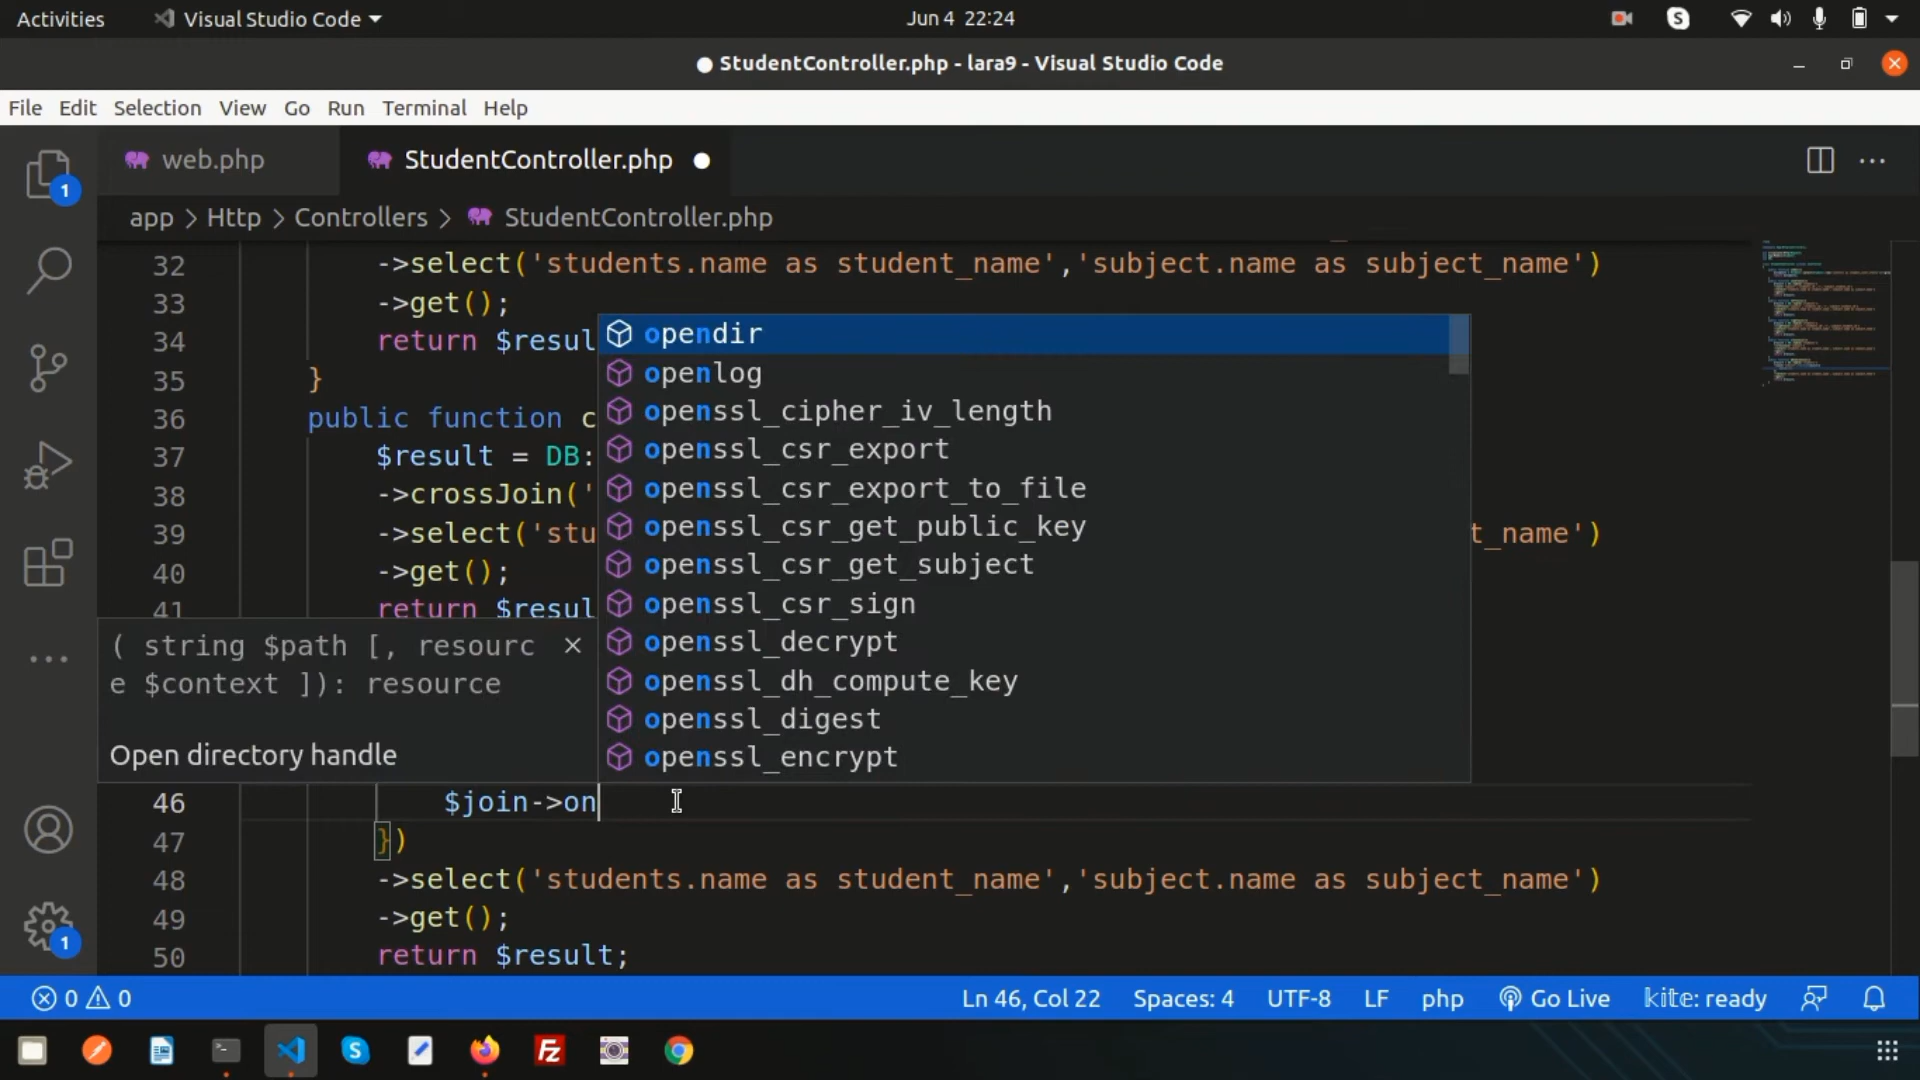 Activities
Visual Studio Code
Jun 4 22:24
S
● StudentController.php - lara9 - Visual Studio Code
File Edit Selection View Go Run Terminal Help
1
web.php
StudentController.php ●
app > Http > Controllers > StudentController.php
32 ->select('students.name as student_name','subject.name as subject_name')
33 ->get();
34 return $resul
35 }
36 public function c
37 $result = DB:
38 ->crossJoin('
39 ->select('stu t_name')
40 ->get();
41 return $resul
opendir
openlog
openssl_cipher_iv_length
openssl_csr_export
openssl_csr_export_to_file
openssl_csr_get_public_key
openssl_csr_get_subject
openssl_csr_sign
openssl_decrypt
openssl_dh_compute_key
openssl_digest
openssl_encrypt
( string $path [, resourc
e $context ]): resource
Open directory handle
46 $join->on
47 })
48 ->select('students.name as student_name','subject.name as subject_name')
49 ->get();
50 return $result;
1
0 0
Ln 46, Col 22 Spaces: 4 UTF-8 LF php Go Live kite: ready
S
Fz